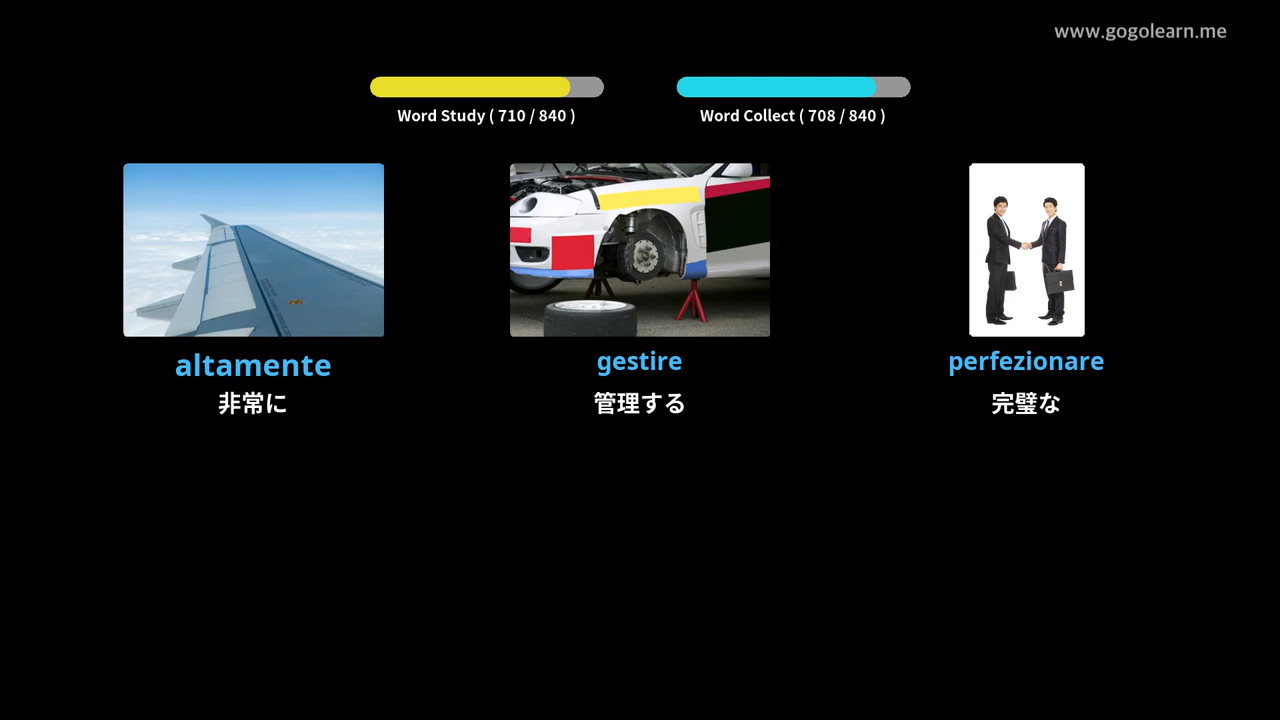 www.gogolearn.me
Word Study ( 710 / 840 )
Word Collect ( 708 / 840 )
altamente
gestire
perfezionare
非常に
管理する
完璧な